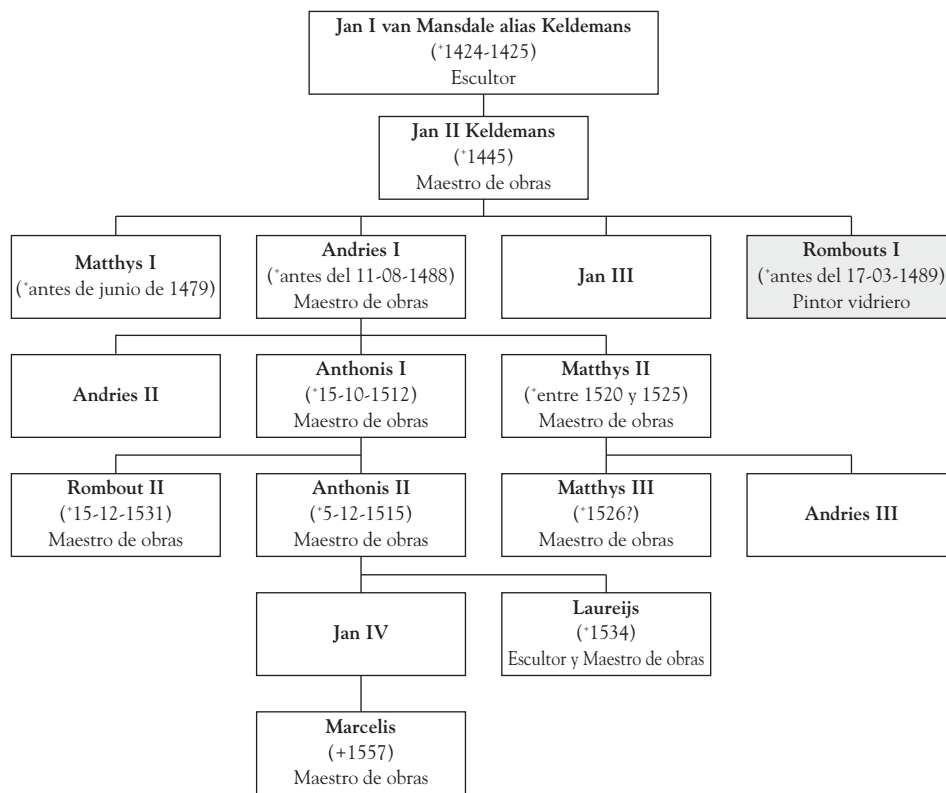 Jan I van Mansdale alias Keldemans
(+1424-1425)
Escultor
Jan II Keldemans
(+1445)
Maestro de obras
Matthys I
(+antes de junio de 1479)
Andries I
(+antes del 11-08-1488)
Maestro de obras
Jan III
Rombouts I
(+antes del 17-03-1489)
Pintor vidriero
Andries II
Anthonis I
(+15-10-1512)
Maestro de obras
Matthys II
(+entre 1520 y 1525)
Maestro de obras
Rombout II
(+15-12-1531)
Maestro de obras
Anthonis II
(+5-12-1515)
Maestro de obras
Matthys III
(+1526?)
Maestro de obras
Andries III
Jan IV
Laureijs
(+1534)
Escultor y Maestro de obras
Marcelis
(+1557)
Maestro de obras